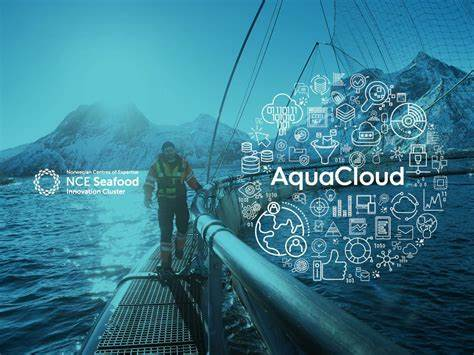 Norwegian Centres of Expertise
NCE Seafood
Innovation Cluster
AquaCloud